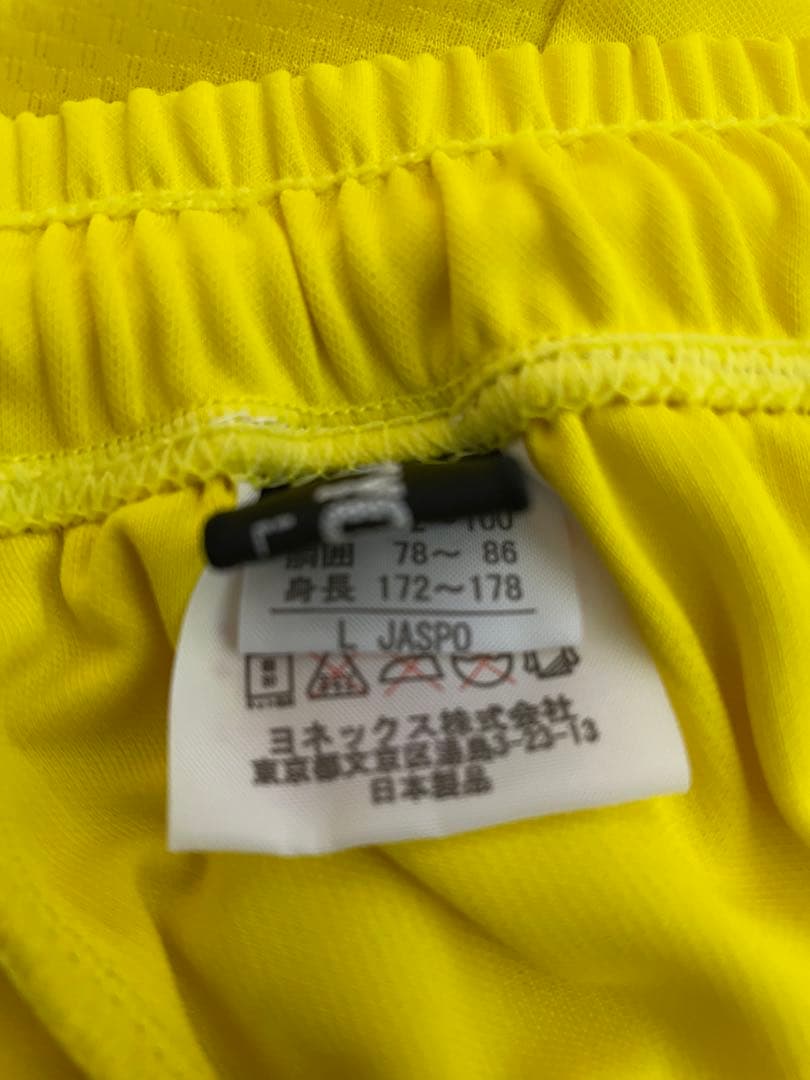 L
胴囲 78～ 86
身長 172～178
L JASPO
ヨネックス株式会社
東京都文京区湯島3-23-13
日本製品